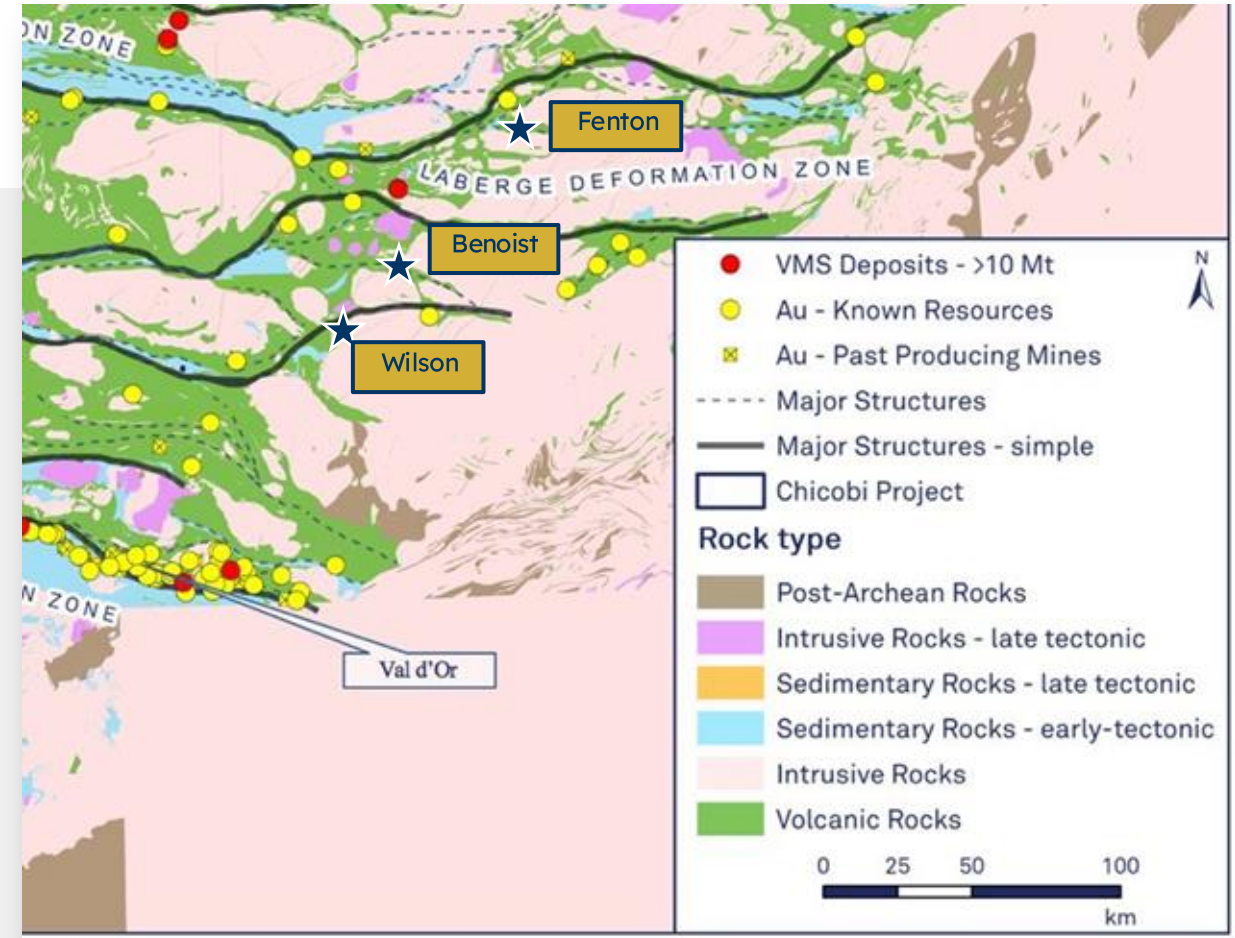 ON ZONE
Fenton
LABERGE DEFORMATION ZONE
Benoist
Wilson
N ZONE
Val d'Or
N
VMS Deposits - >10 Mt
Au - Known Resources
Au - Past Producing Mines
Major Structures
Major Structures - simple
Chicobi Project
Rock type
Post-Archean Rocks
Intrusive Rocks - late tectonic
Sedimentary Rocks - late tectonic
Sedimentary Rocks - early-tectonic
Intrusive Rocks
Volcanic Rocks
0 25 50 100
km